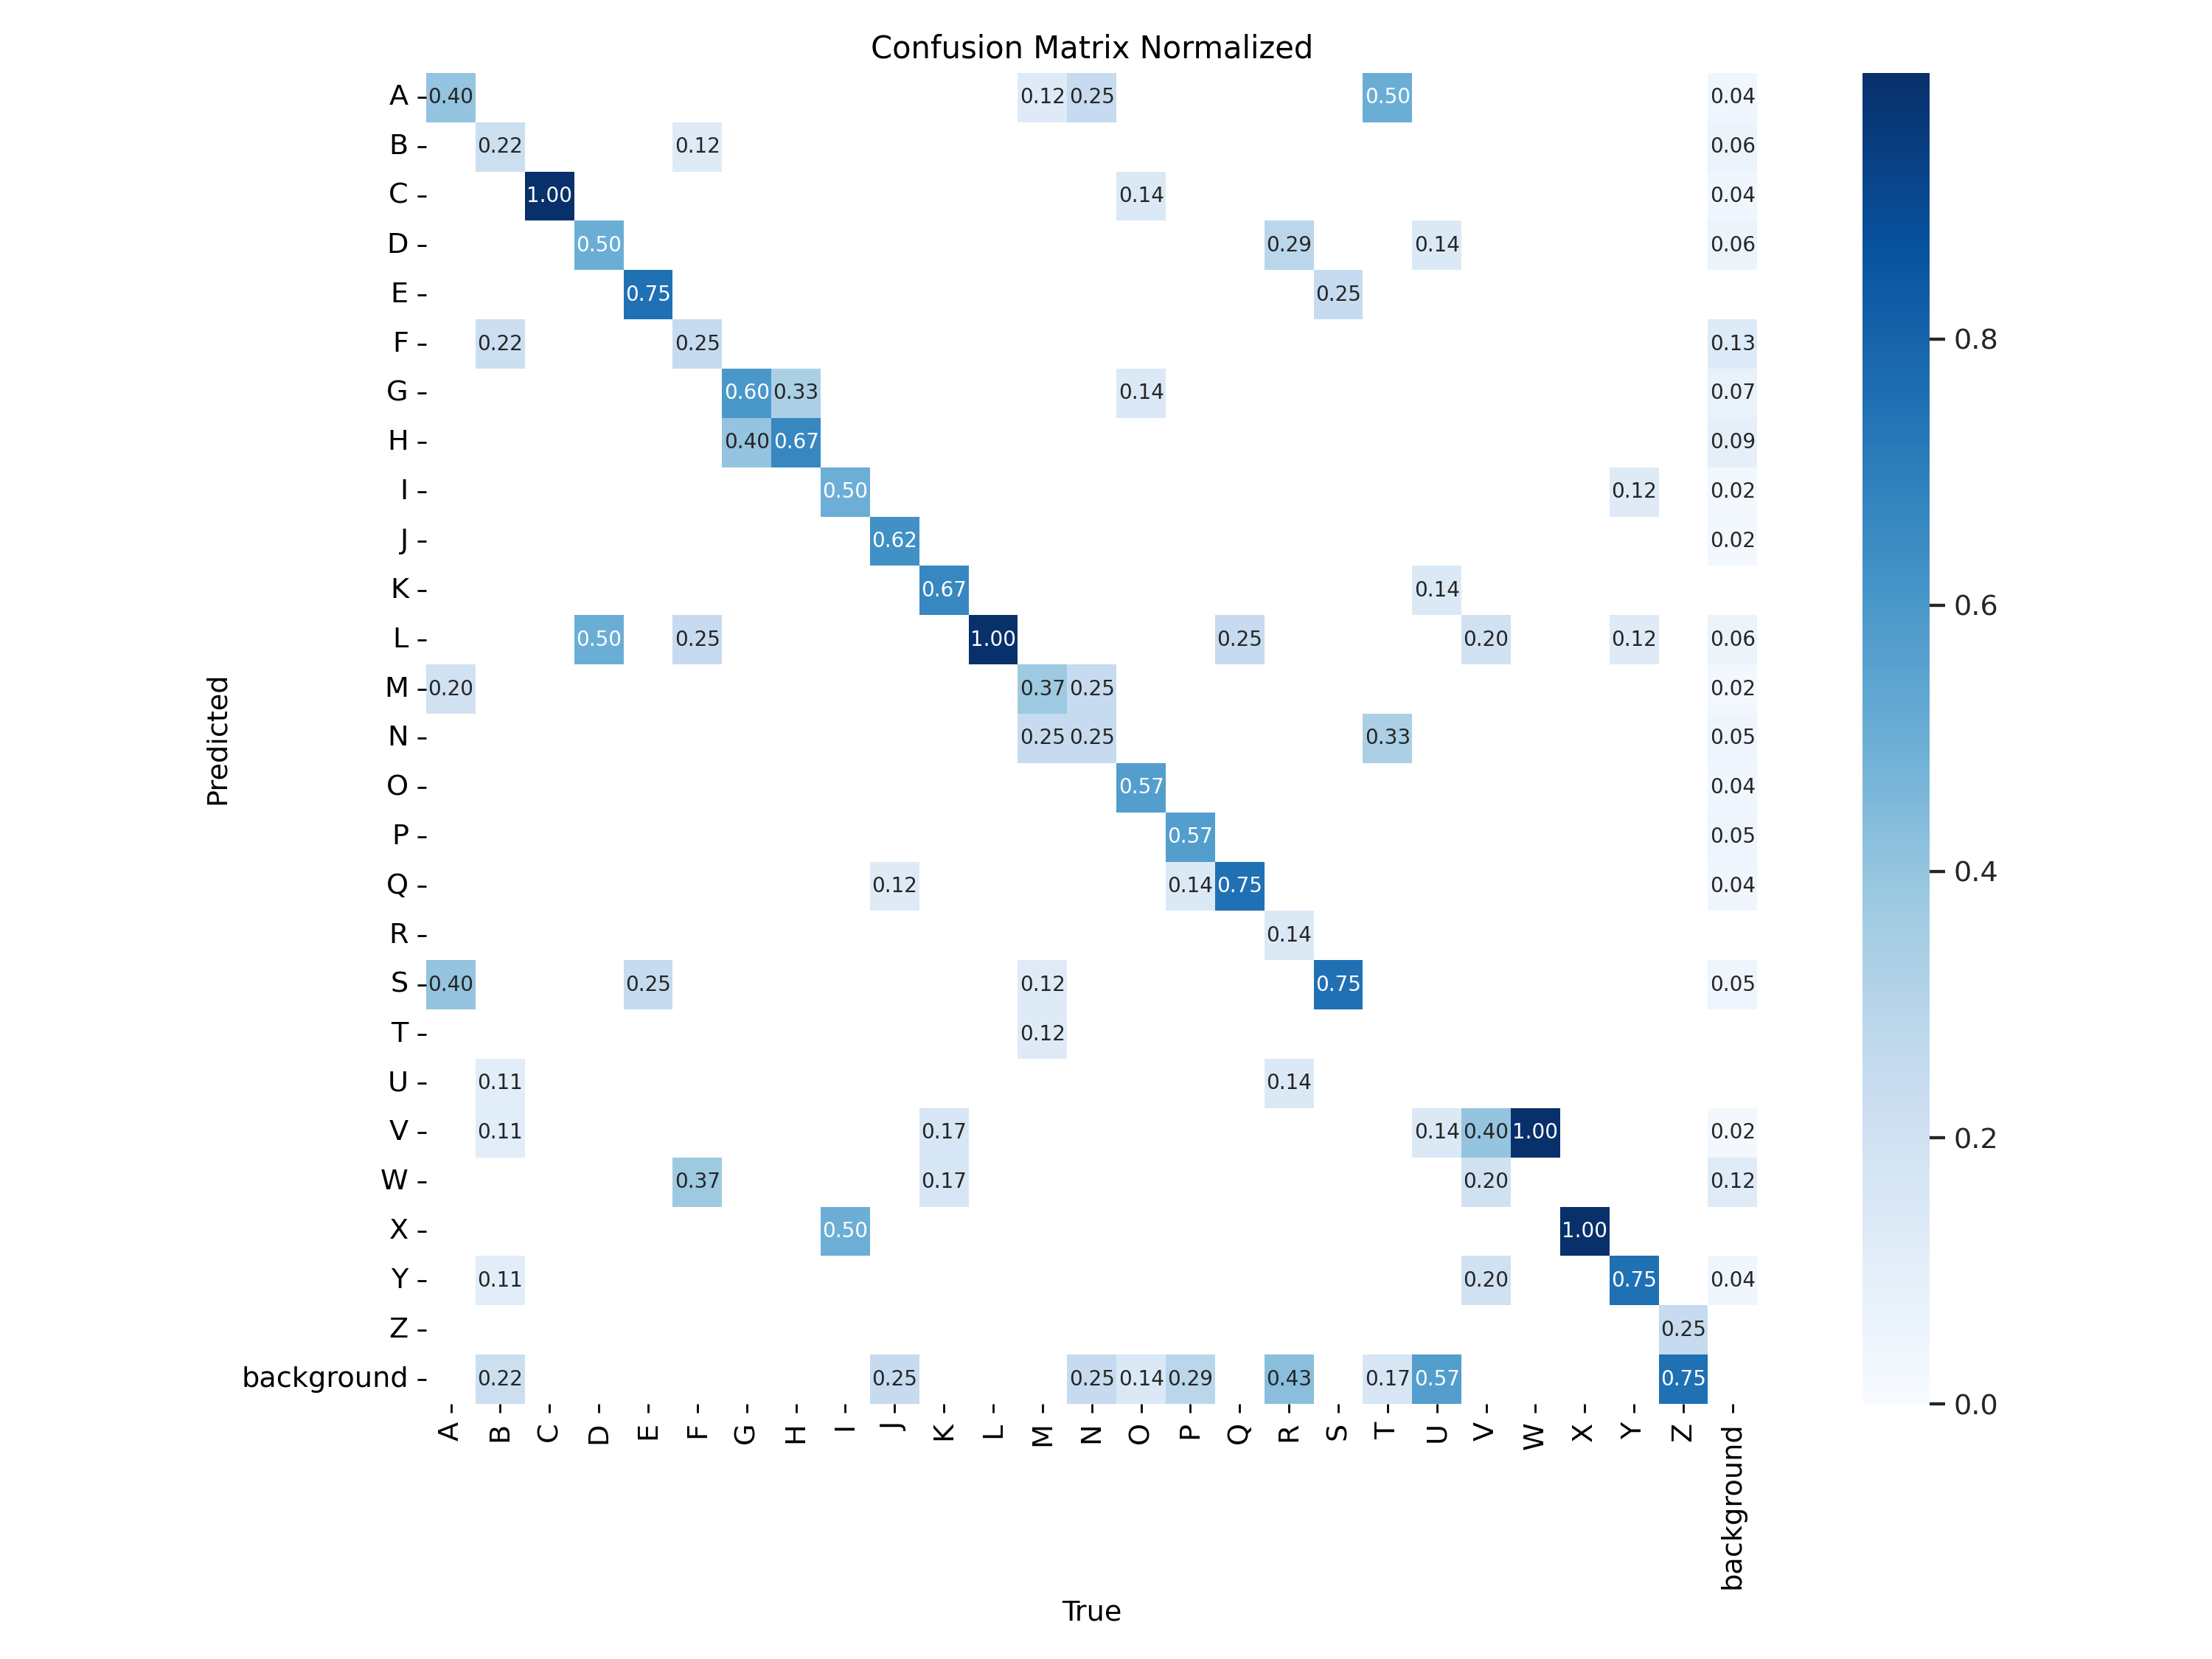 Confusion Matrix Normalized
A 0.40 0.12 0.25 0.50 0.04
B 0.22 0.12 0.06
C 1.00 0.14 0.04
D 0.50 0.29 0.14 0.06
E 0.75 0.25
F 0.22 0.25 0.13
G 0.60 0.33 0.14 0.07
H 0.40 0.67 0.09
I 0.50 0.12 0.02
J 0.62 0.02
K 0.67 0.14
L 0.50 0.25 1.00 0.25 0.20 0.12 0.06
M 0.20 0.37 0.25 0.02
N 0.25 0.25 0.33 0.05
O 0.57 0.04
P 0.57 0.05
Q 0.12 0.14 0.75 0.04
R 0.14
S 0.40 0.25 0.12 0.75 0.05
T 0.12
U 0.11 0.14
V 0.11 0.17 0.14 0.40 1.00 0.02
W 0.37 0.17 0.20 0.12
X 0.50 1.00
Y 0.11 0.20 0.75 0.04
Z 0.25
background 0.22 0.25 0.25 0.14 0.29 0.43 0.17 0.57 0.75
A B C D E F G H I J K L M N O P Q R S T U V W X Y Z background
True
Predicted
0.8
0.6
0.4
0.2
0.0